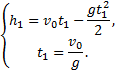 h₁ = v₀t₁ − gt₁²/2,
t₁ = v₀/g.